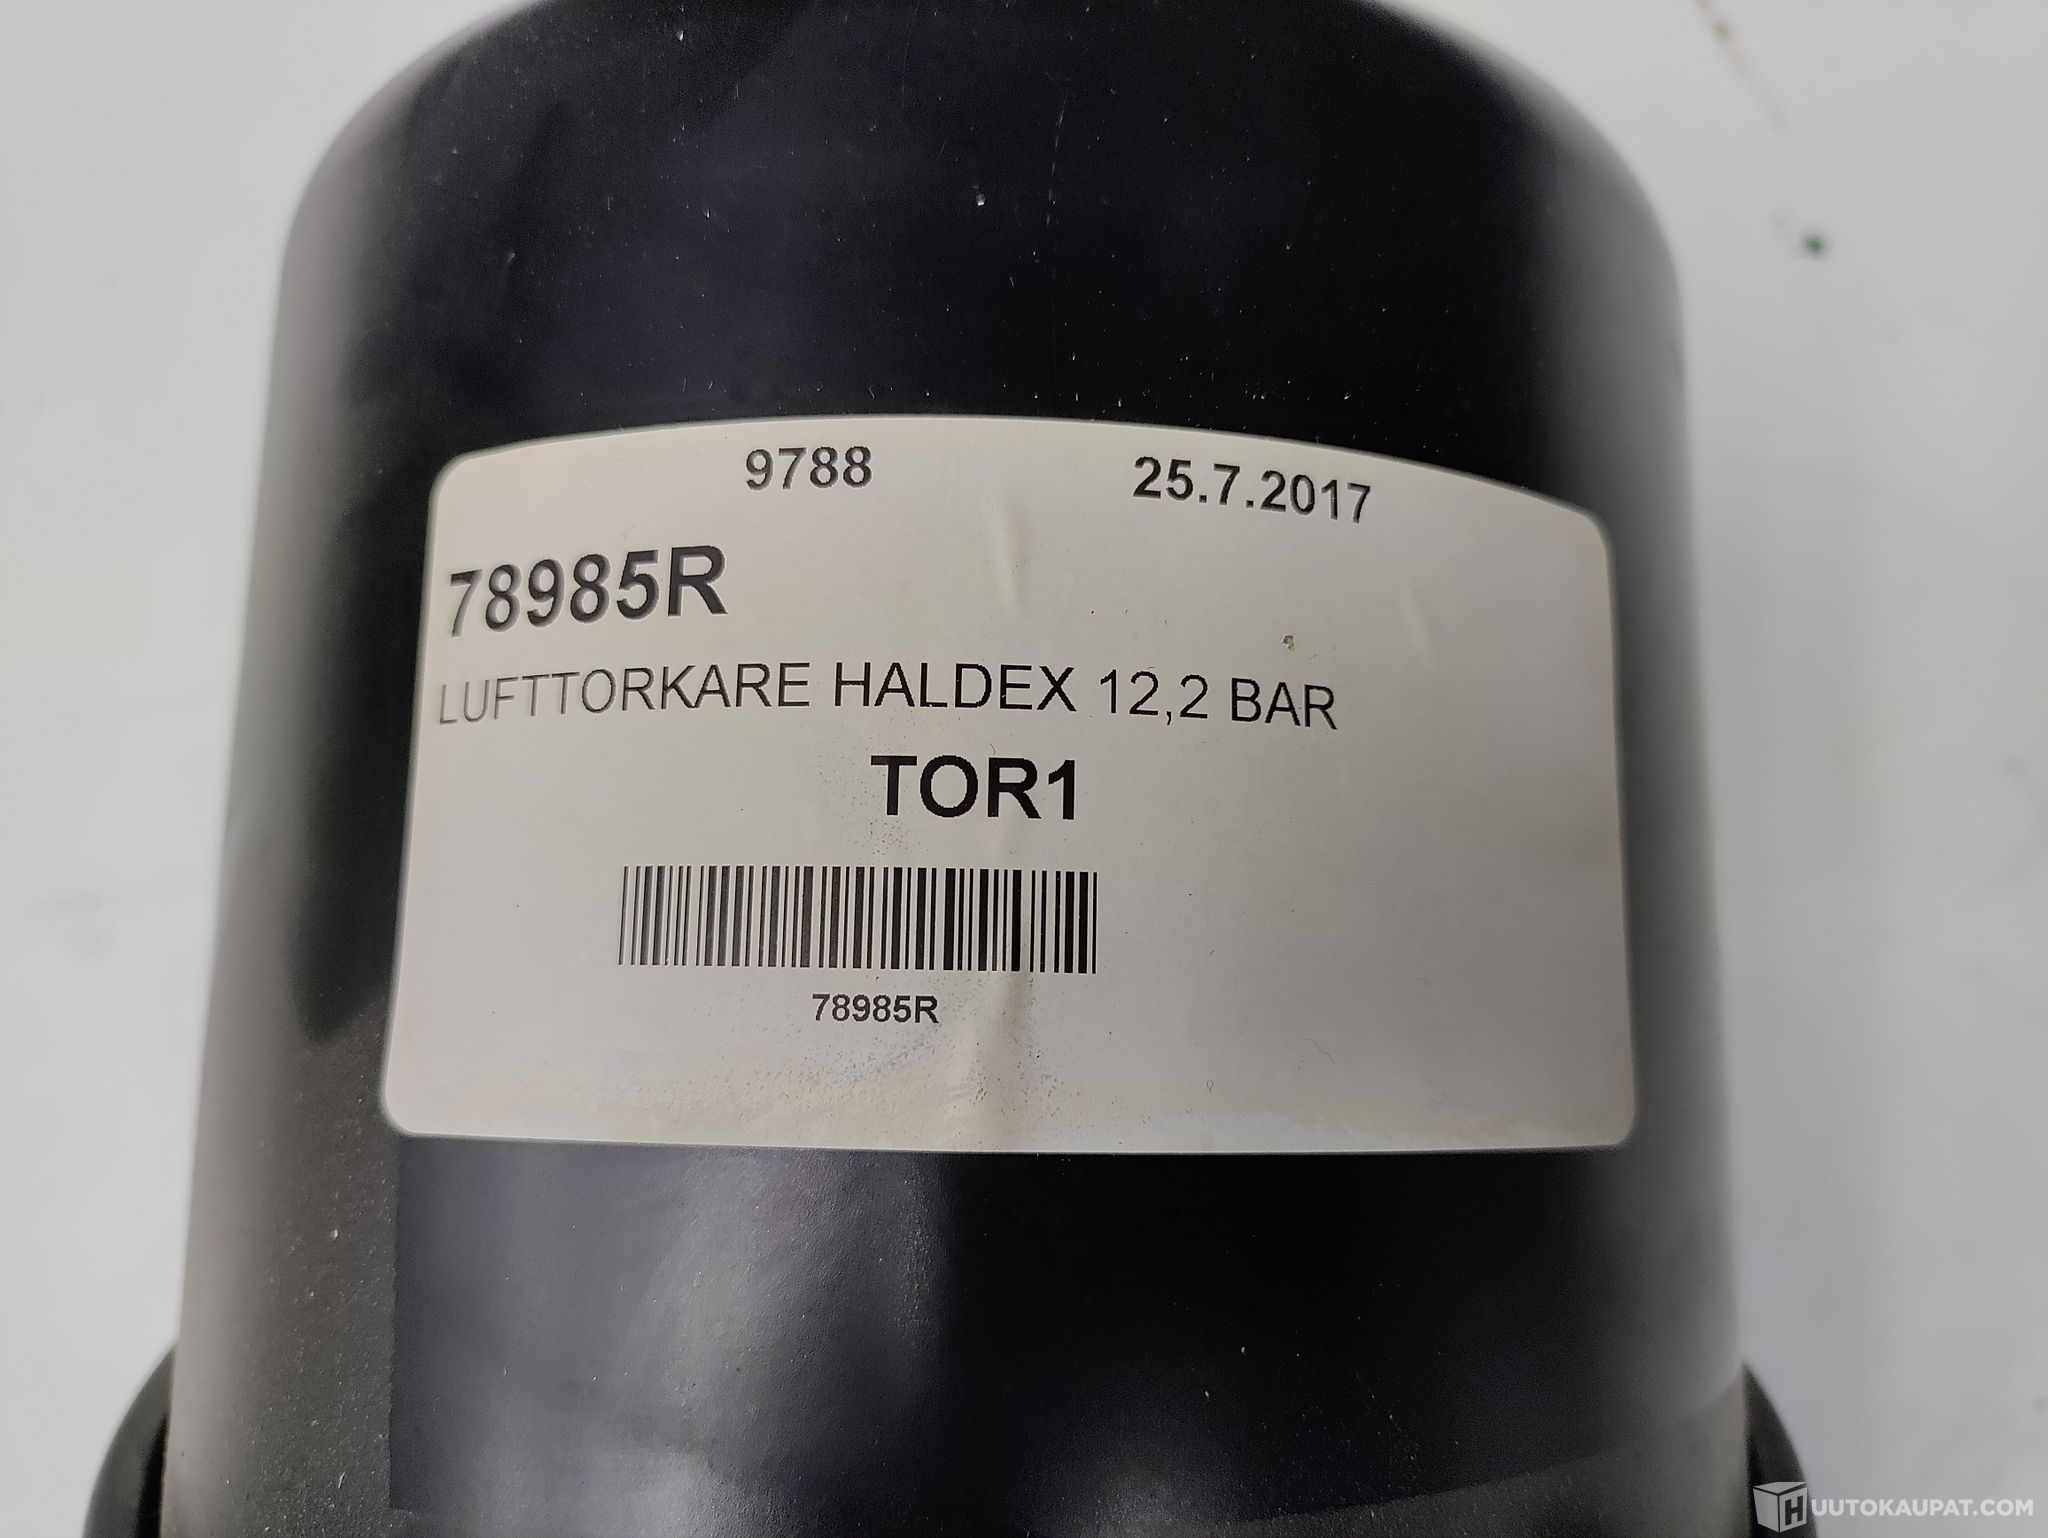 9788 25.7.2017
78985R
LUFTTORKARE HALDEX 12,2 BAR
TOR1
78985R
HUUTOKAUPAT.COM